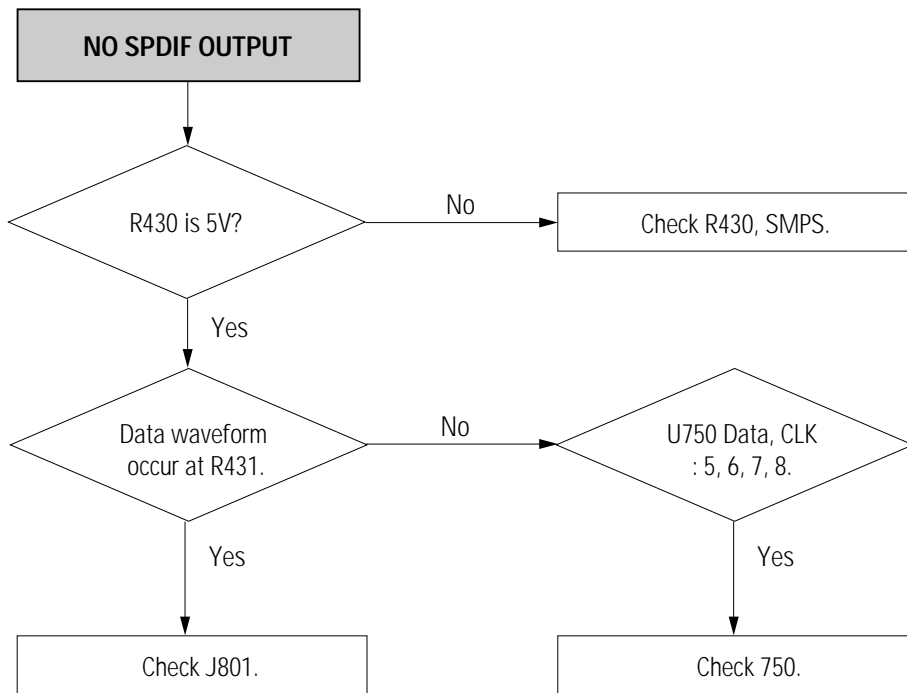 NO SPDIF OUTPUT
R430 is 5V?
No
Check R430, SMPS.
Yes
Data waveform
occur at R431.
No
U750 Data, CLK
: 5, 6, 7, 8.
Yes
Yes
Check J801.
Check 750.